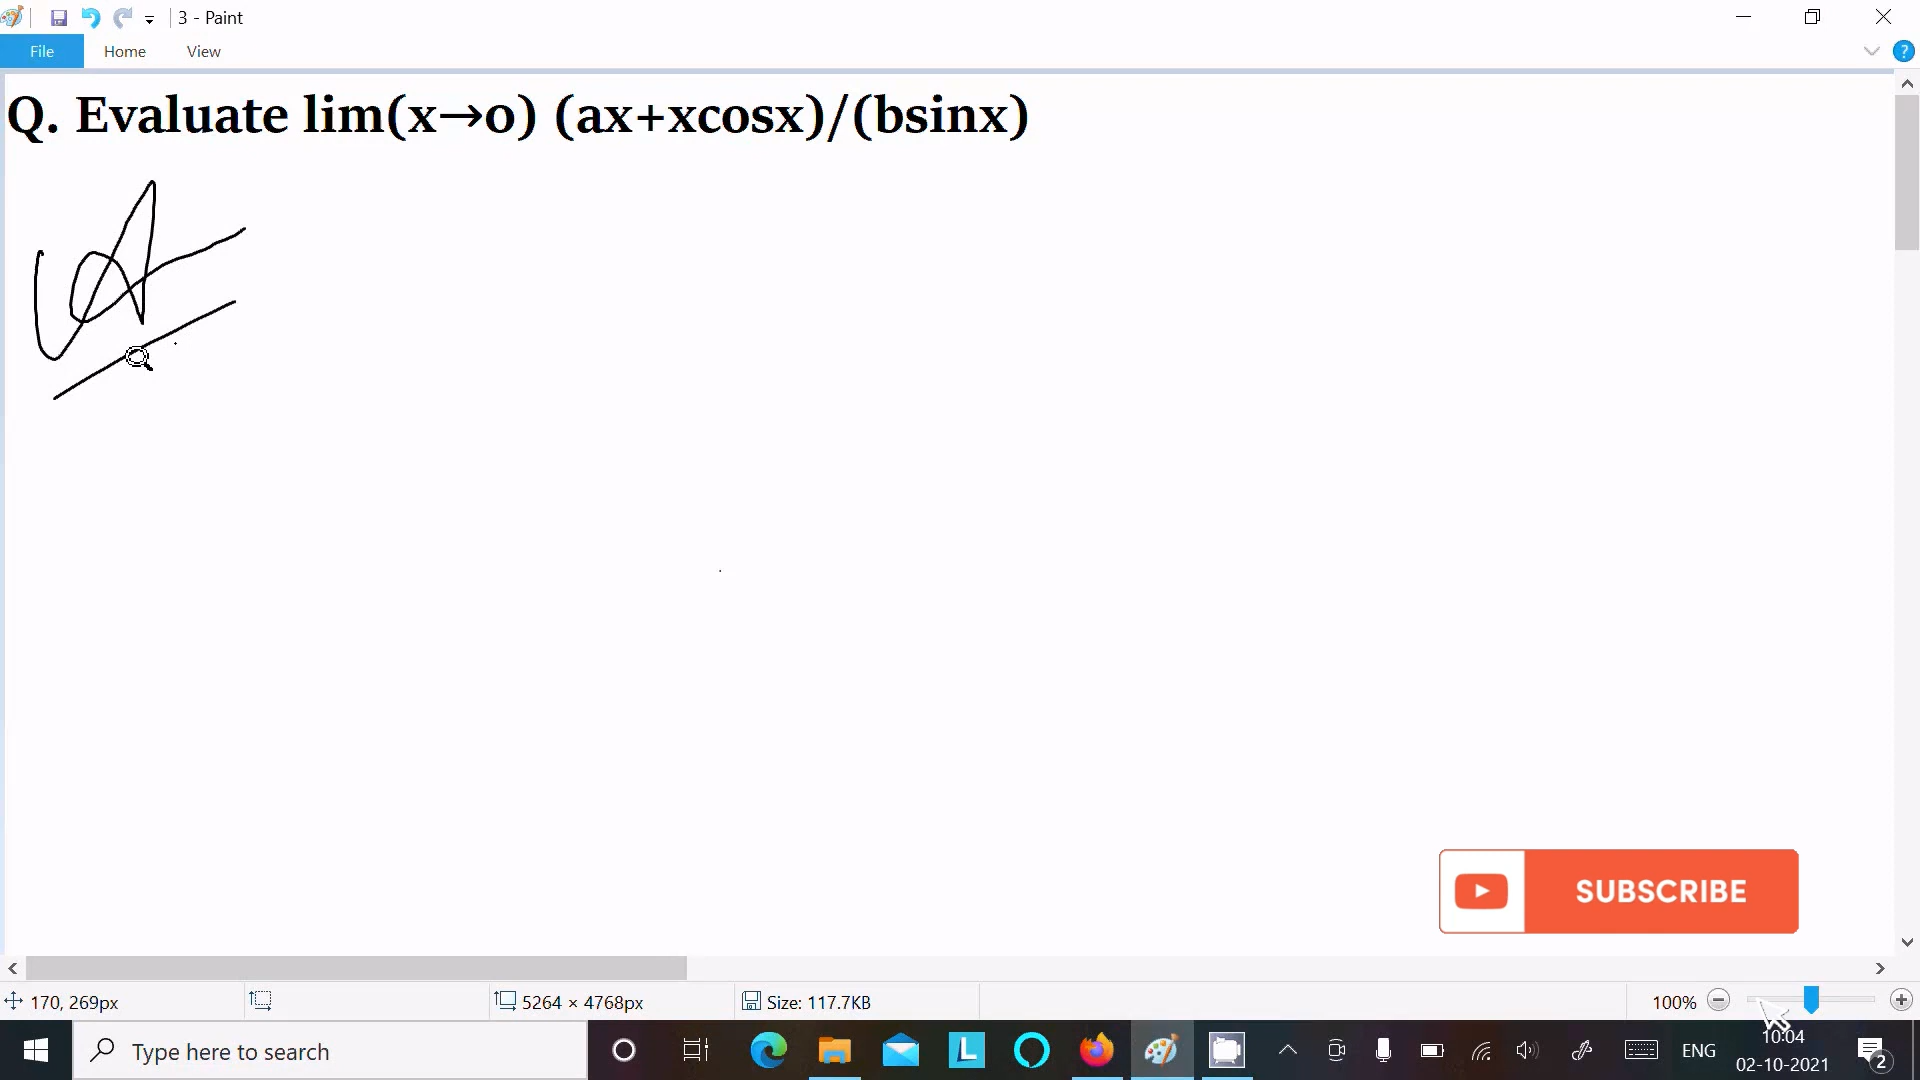 3 - Paint
File Home View
Q. Evaluate lim(x→0) (ax+xcosx)/(bsinx)
A
SUBSCRIBE
170, 269px 5264 × 4768px Size: 117.7KB 100%
L ENG 10:04
Type here to search 02-10-2021 2